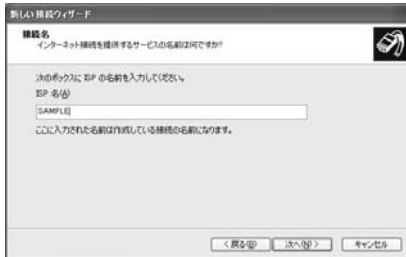 新しい接続ウィザード
接続名
インターネット接続を提供するサービスの名前は何ですか?
次のボックスに ISP の名前を入力してください。
ISP 名(A)
SAMPLE
ここに入力された名前は作成している接続の名前になります。
< 戻る(B)
次へ(N) >
キャンセル